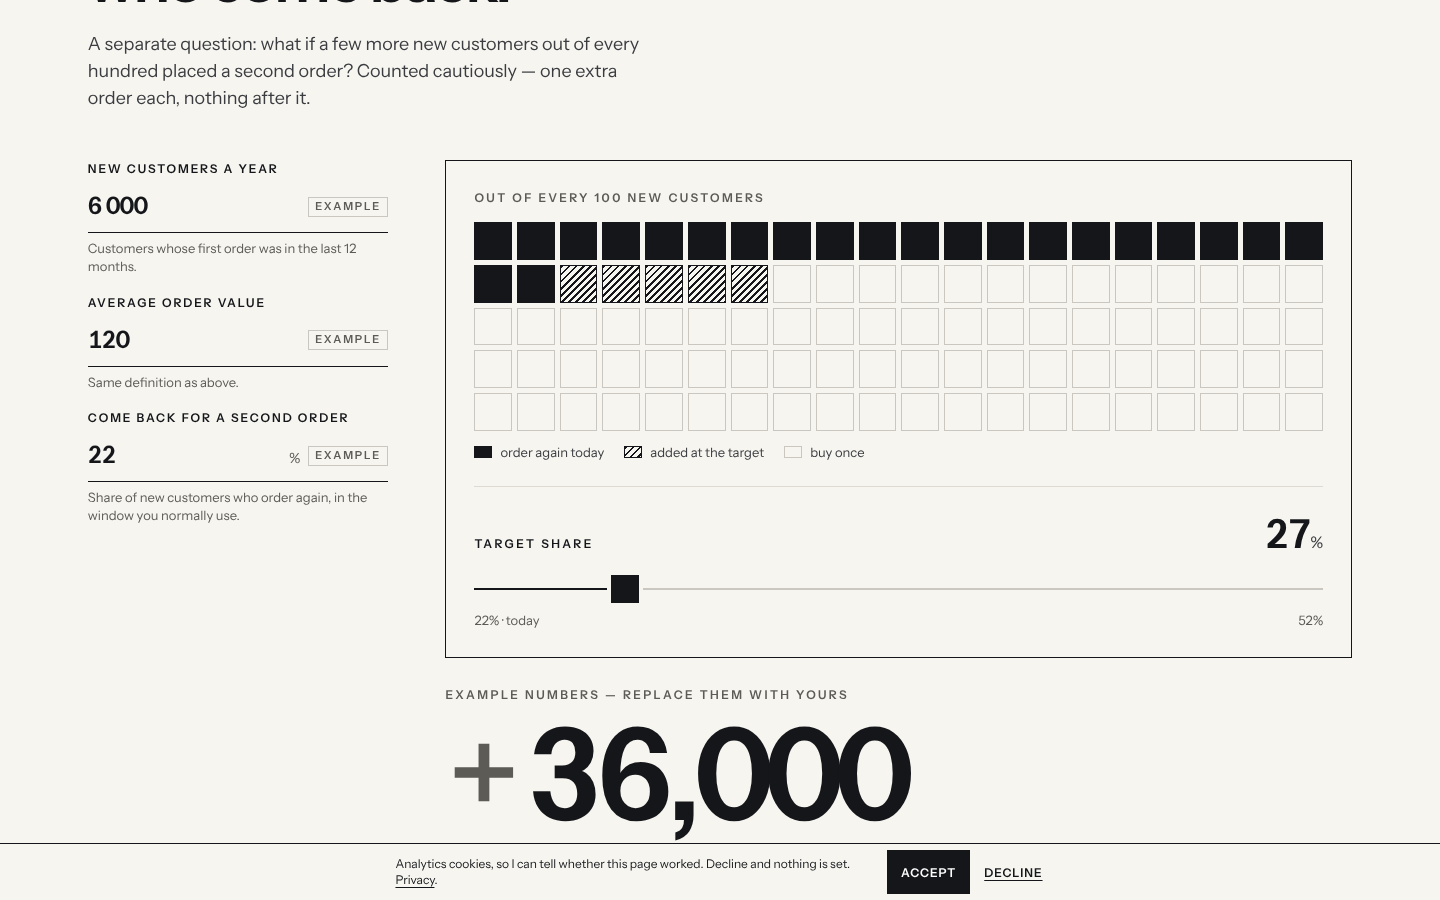 who come back.
A separate question: what if a few more new customers out of every
hundred placed a second order? Counted cautiously — one extra
order each, nothing after it.
NEW CUSTOMERS A YEAR
6 000
EXAMPLE
Customers whose first order was in the last 12
months.
AVERAGE ORDER VALUE
120
EXAMPLE
Same definition as above.
COME BACK FOR A SECOND ORDER
22
%
EXAMPLE
Share of new customers who order again, in the
window you normally use.
OUT OF EVERY 100 NEW CUSTOMERS
order again today
added at the target
buy once
TARGET SHARE
27%
22% · today
52%
EXAMPLE NUMBERS — REPLACE THEM WITH YOURS
+36,000
Analytics cookies, so I can tell whether this page worked. Decline and nothing is set.
Privacy.
ACCEPT
DECLINE